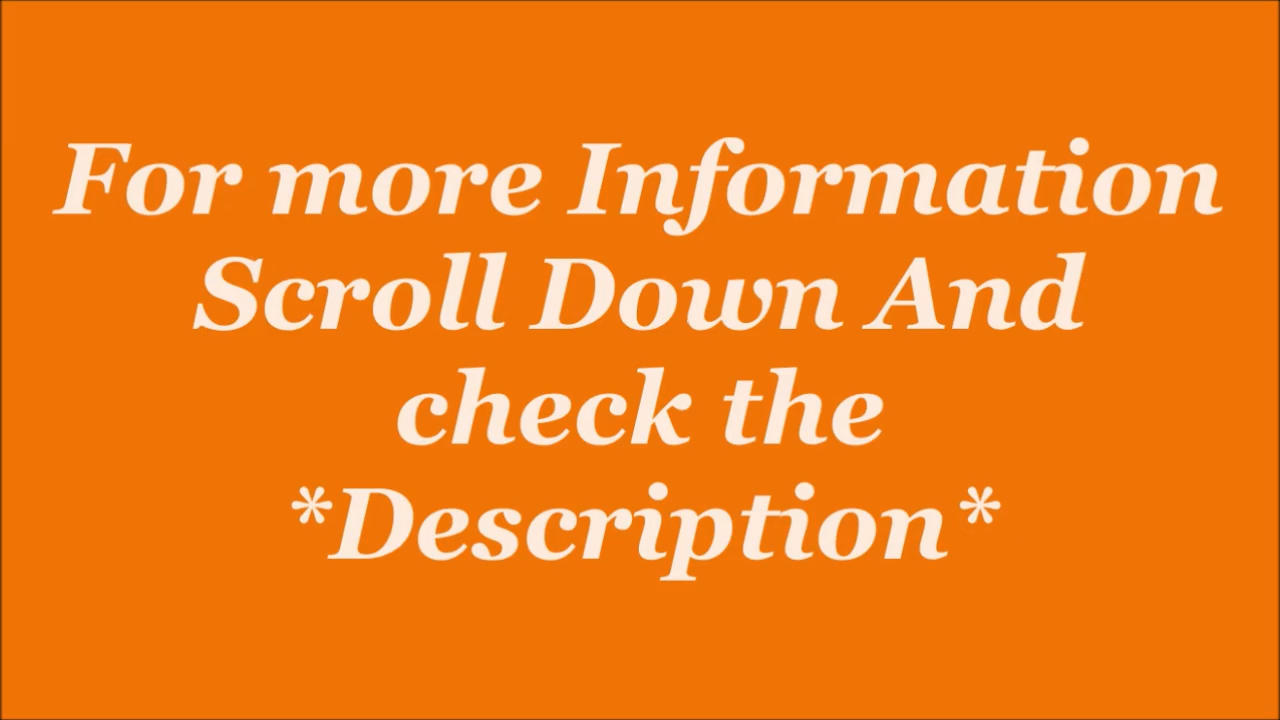 For more Information
Scroll Down And
check the
*Description*